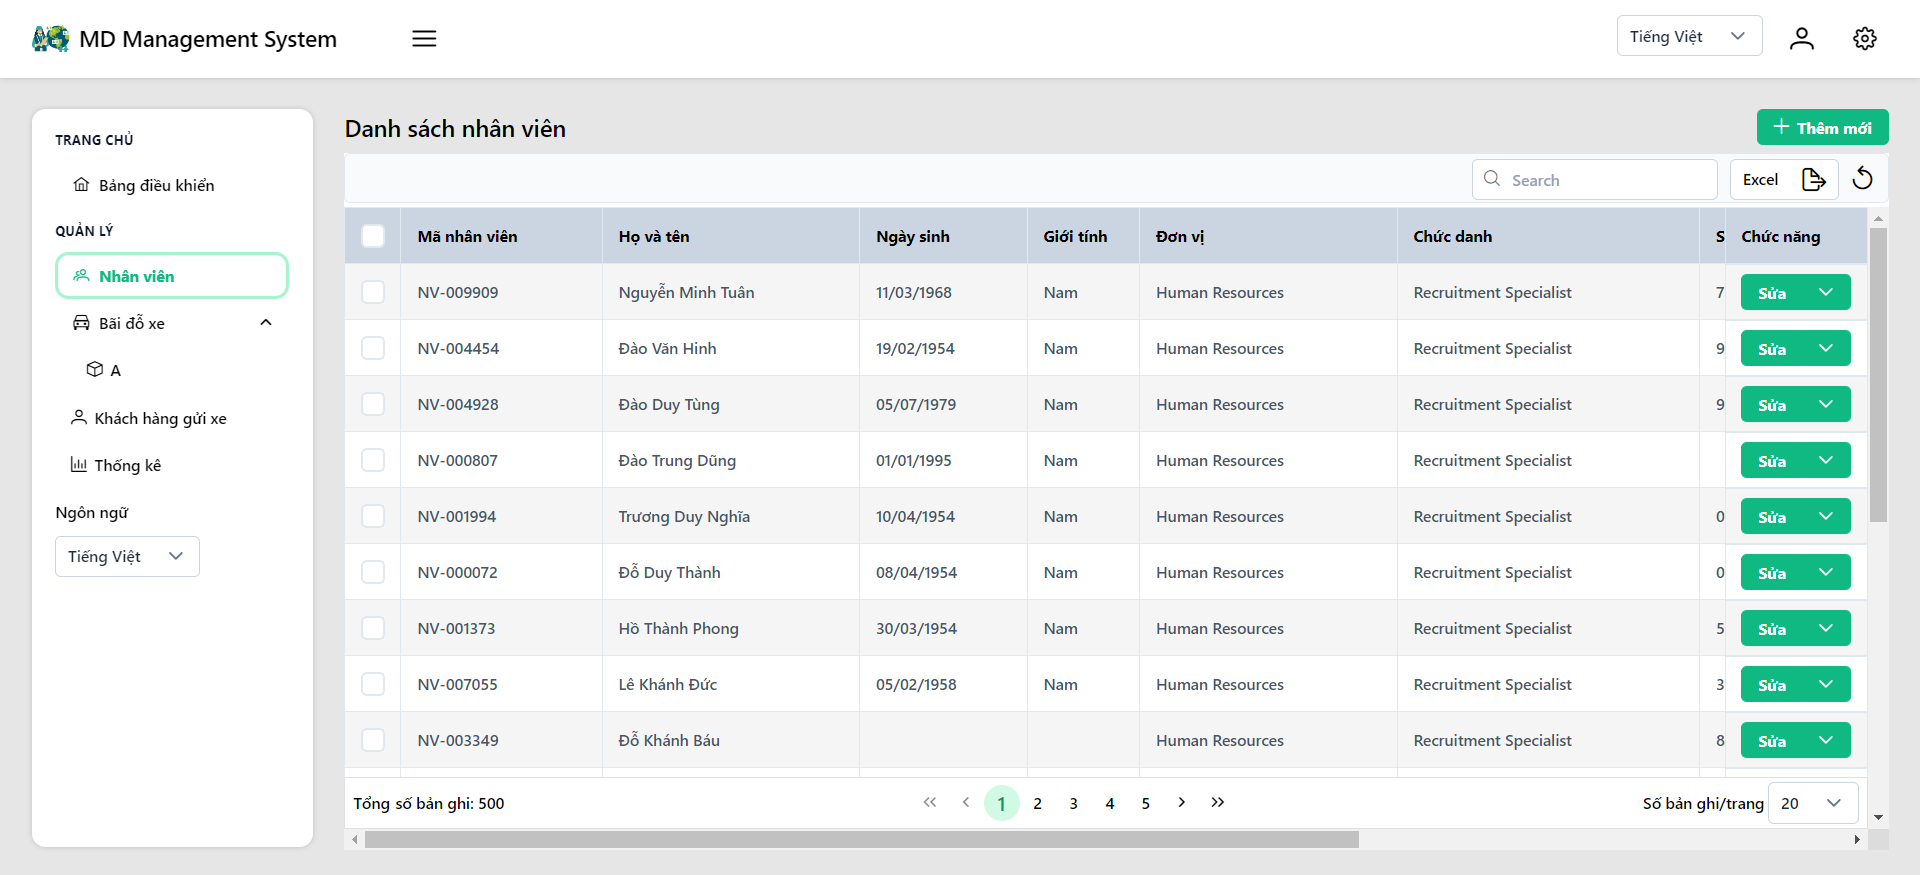 MD Management System
Tiếng Việt
TRANG CHỦ
Bảng điều khiển
QUẢN LÝ
Nhân viên
Bãi đỗ xe
A
Khách hàng gửi xe
Thống kê
Ngôn ngữ
Tiếng Việt
Danh sách nhân viên
Thêm mới
Search
Excel
Mã nhân viên Họ và tên Ngày sinh Giới tính Đơn vị Chức danh S Chức năng
NV-009909 Nguyễn Minh Tuân 11/03/1968 Nam Human Resources Recruitment Specialist 7 Sửa
NV-004454 Đào Văn Hinh 19/02/1954 Nam Human Resources Recruitment Specialist 9 Sửa
NV-004928 Đào Duy Tùng 05/07/1979 Nam Human Resources Recruitment Specialist 9 Sửa
NV-000807 Đào Trung Dũng 01/01/1995 Nam Human Resources Recruitment Specialist Sửa
NV-001994 Trương Duy Nghĩa 10/04/1954 Nam Human Resources Recruitment Specialist 0 Sửa
NV-000072 Đỗ Duy Thành 08/04/1954 Nam Human Resources Recruitment Specialist 0 Sửa
NV-001373 Hồ Thành Phong 30/03/1954 Nam Human Resources Recruitment Specialist 5 Sửa
NV-007055 Lê Khánh Đức 05/02/1958 Nam Human Resources Recruitment Specialist 3 Sửa
NV-003349 Đỗ Khánh Báu Human Resources Recruitment Specialist 8 Sửa
Tổng số bản ghi: 500 1 2 3 4 5 Số bản ghi/trang 20